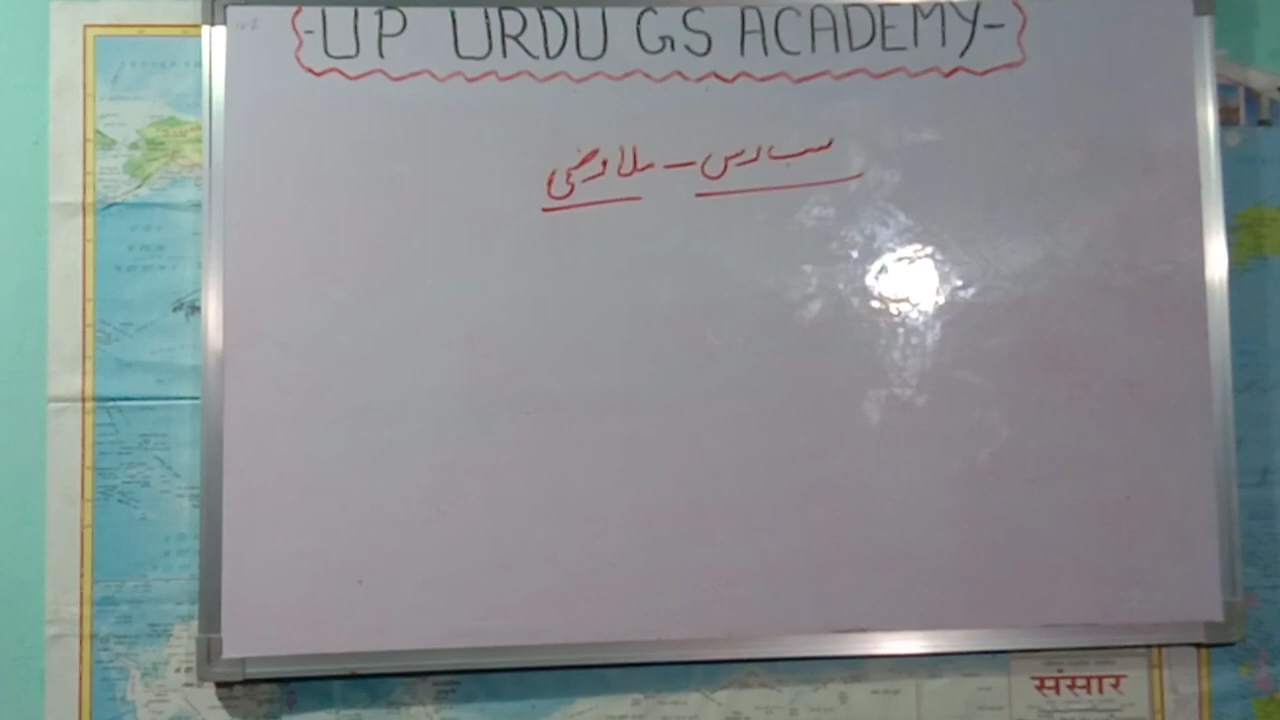 -UP URDU GS ACADEMY-
سب رس - ملا وجہی
संसार